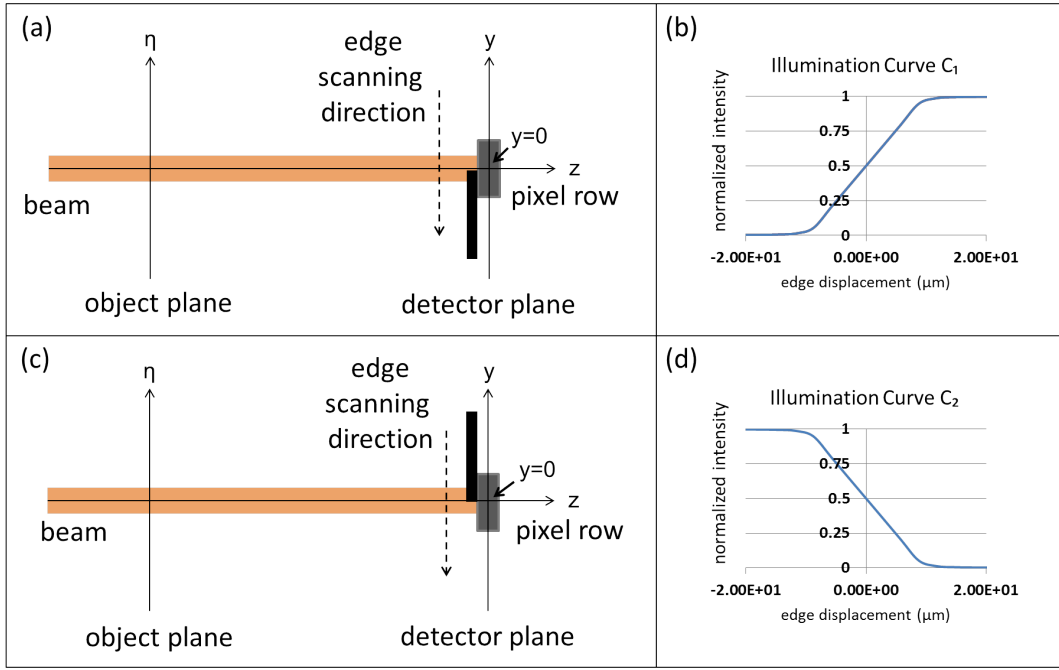 (a)
η
edge
scanning
direction
y
y=0
z
beam
pixel row
object plane
detector plane
(b)
Illumination Curve C₁
normalized intensity
1
0.75
0.5
0.25
0
-2.00E+01
0.00E+00
2.00E+01
edge displacement (μm)
(c)
η
edge
scanning
direction
y
y=0
z
beam
pixel row
object plane
detector plane
(d)
Illumination Curve C₂
normalized intensity
1
0.75
0.5
0.25
0
-2.00E+01
0.00E+00
2.00E+01
edge displacement (μm)